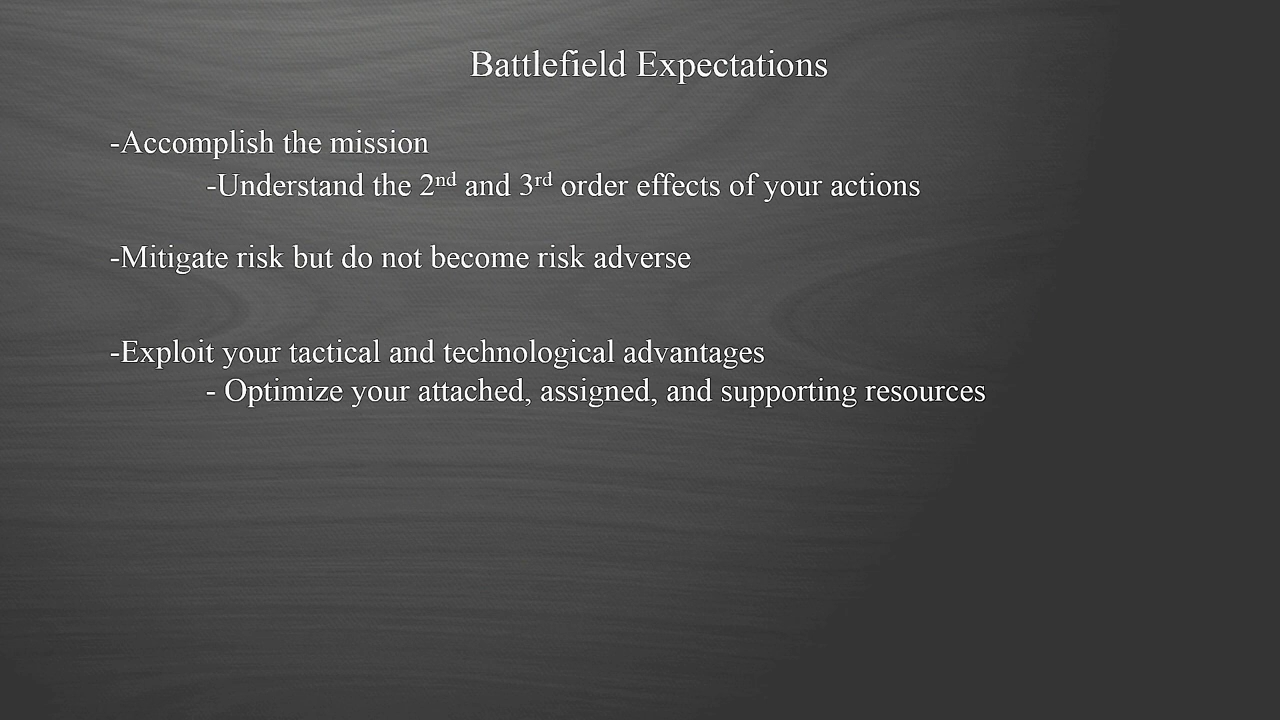 Battlefield Expectations
-Accomplish the mission
-Understand the 2nd and 3rd order effects of your actions
-Mitigate risk but do not become risk adverse
-Exploit your tactical and technological advantages
- Optimize your attached, assigned, and supporting resources